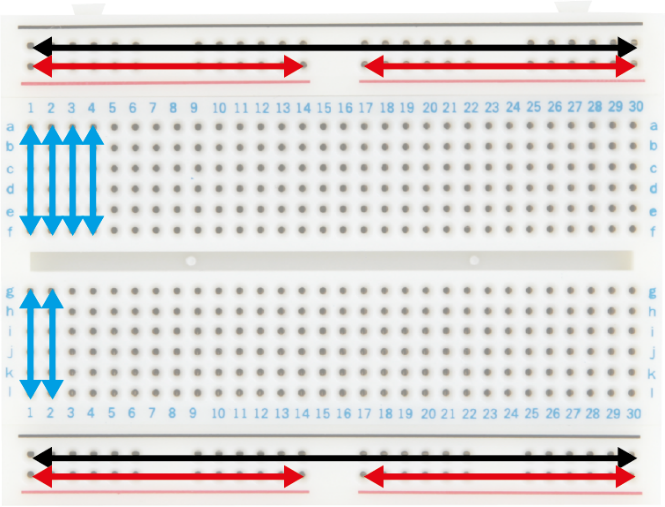 1 2 3 4 5 6 7 8 9 10 11 12 13 14 15 16 17 18 19 20 21 22 23 24 25 26 27 28 29 30
a a
b b
c c
d d
e e
f f
g g
h h
i i
j j
k k
l l
1 2 3 4 5 6 7 8 9 10 11 12 13 14 15 16 17 18 19 20 21 22 23 24 25 26 27 28 29 30